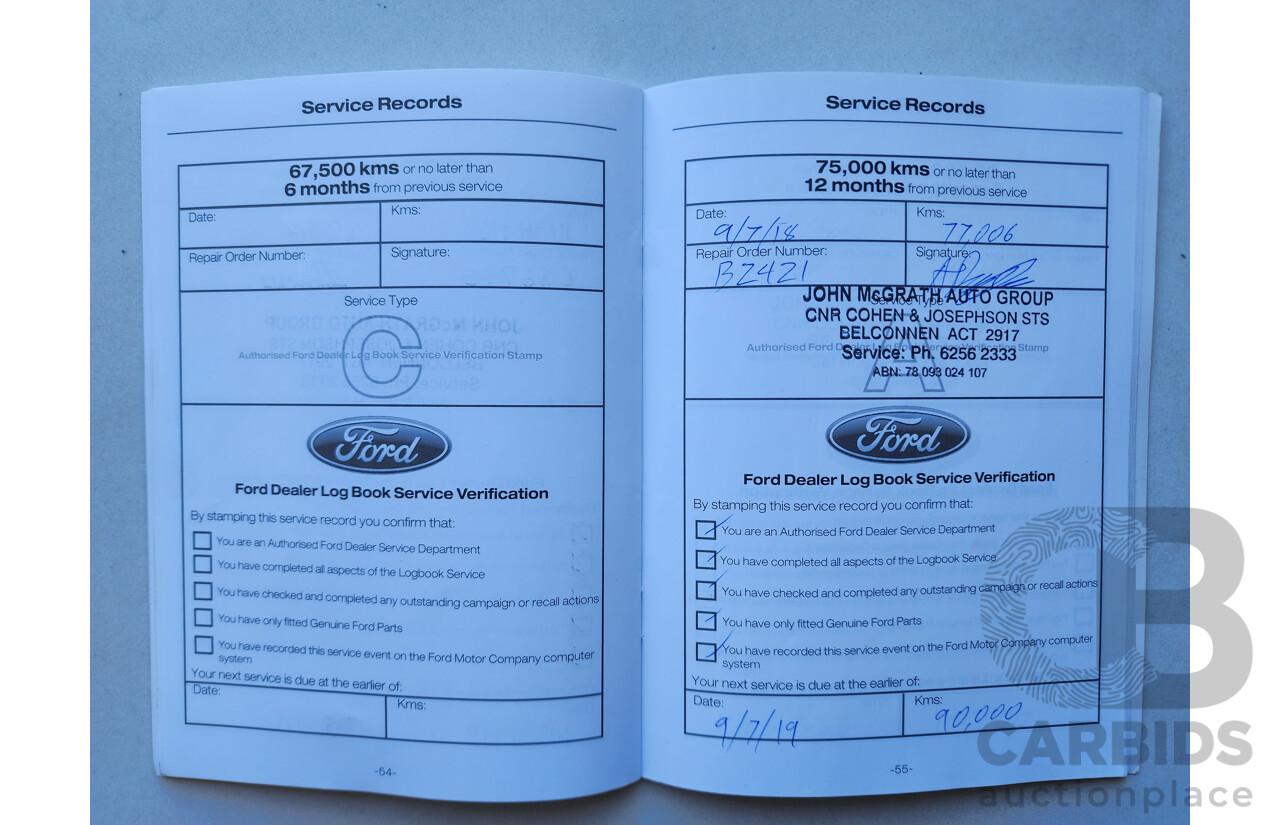 Service Records
67,500 kms or no later than
6 months from previous service
Date:
Kms:
Repair Order Number:
Signature:
Service Type
C
Authorised Ford Dealer Log Book Service Verification Stamp
Ford
Ford Dealer Log Book Service Verification
By stamping this service record you confirm that:
You are an Authorised Ford Dealer Service Department
You have completed all aspects of the Logbook Service
You have checked and completed any outstanding campaign or recall actions
You have only fitted Genuine Ford Parts
You have recorded this service event on the Ford Motor Company computer
system
Your next service is due at the earlier of:
Date:
Kms:
-54-
Service Records
75,000 kms or no later than
12 months from previous service
Date:
9/7/18
Kms:
77,006
Repair Order Number:
B2421
Signature:
Service Type
JOHN McGRATH AUTO GROUP
CNR COHEN & JOSEPHSON STS
BELCONNEN ACT 2917
A
Authorised Ford Dealer Log Book Service Verification Stamp
Service: Ph. 6256 2333
ABN: 78 093 024 107
Ford
Ford Dealer Log Book Service Verification
By stamping this service record you confirm that:
You are an Authorised Ford Dealer Service Department
You have completed all aspects of the Logbook Service
You have checked and completed any outstanding campaign or recall actions
You have only fitted Genuine Ford Parts
You have recorded this service event on the Ford Motor Company computer
system
Your next service is due at the earlier of:
Date:
9/7/19
Kms:
90,000
-55-
CB
CARBIDS
auctionplace